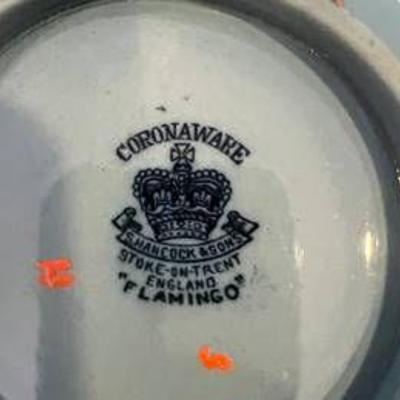 CORONAWARE
S. HANCOCK & SONS
STOKE-ON-TRENT
ENGLAND
"FLAMINGO"